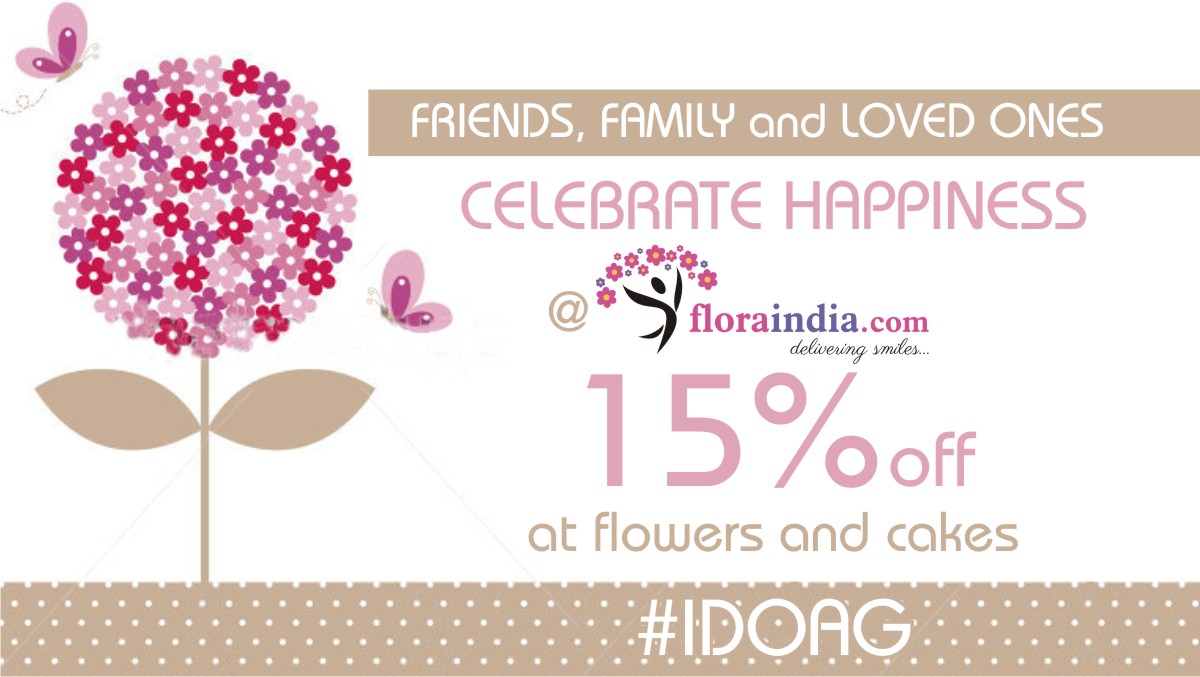 FRIENDS, FAMILY and LOVED ONES
CELEBRATE HAPPINESS
@ floraindia.com
delivering smiles...
15% off
at flowers and cakes
#IDOAG